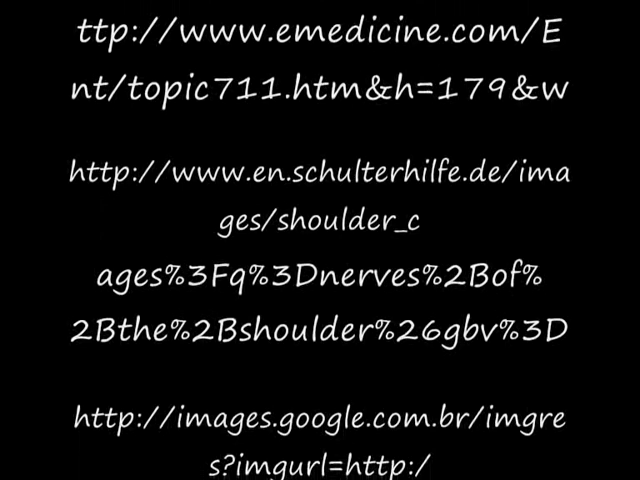 ttp://www.emedicine.com/E
nt/topic711.htm&h=179&w
http://www.en.schulterhilfe.de/ima
ges/shoulder_c
ages%3Fq%3Dnerves%2Bof%
2Bthe%2Bshoulder%26gbv%3D
http://images.google.com.br/imgre
s?imgurl=http:/